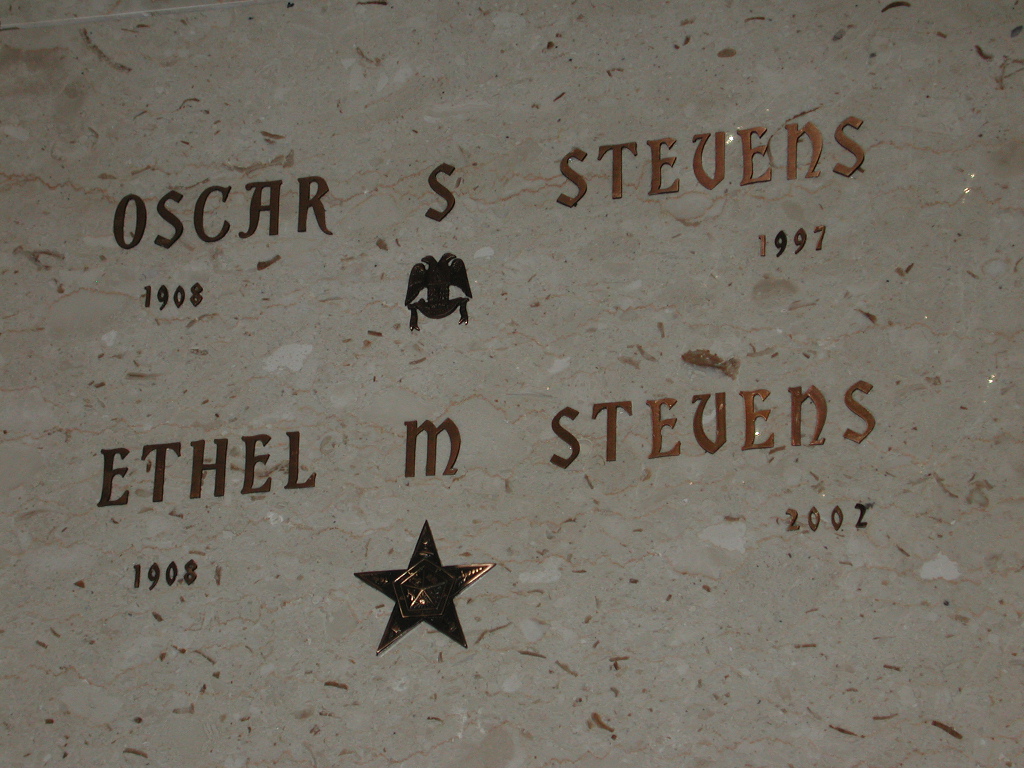 OSCAR S STEVENS
1908 1997
ETHEL M STEVENS
1908 2002